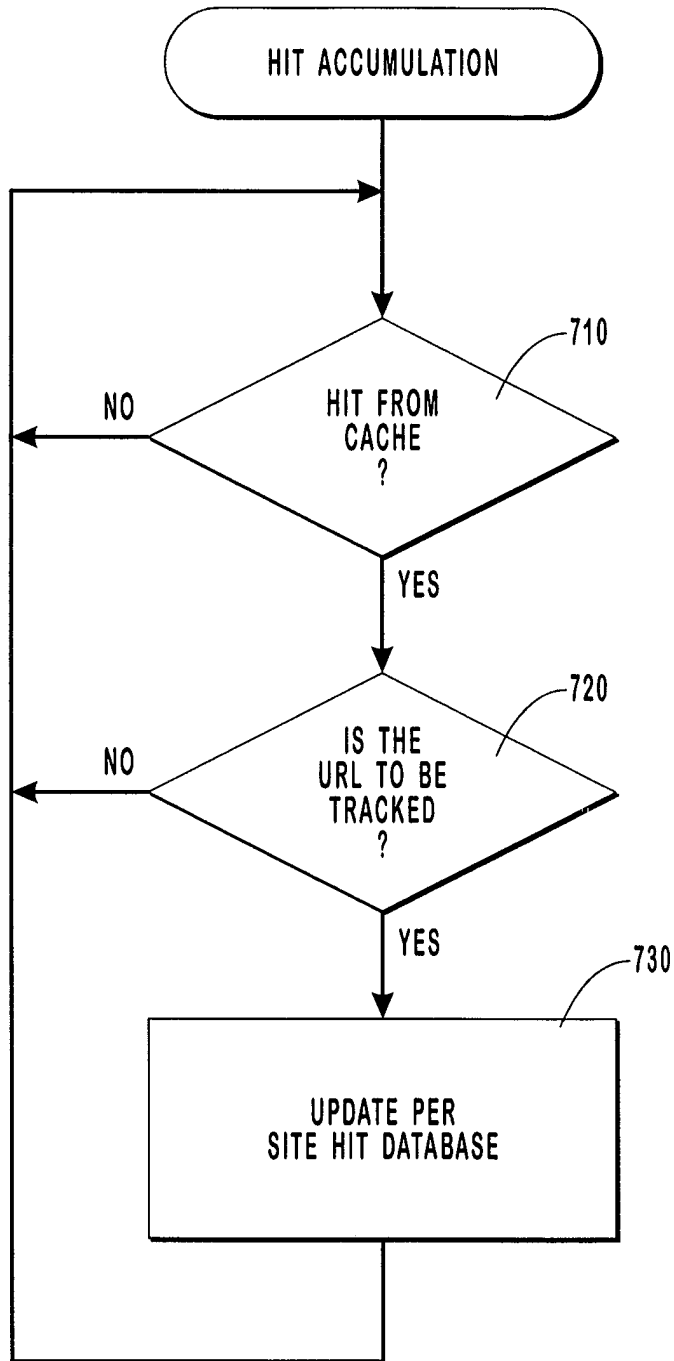 HIT ACCUMULATION
710
HIT FROM
CACHE
?
NO
YES
720
IS THE
URL TO BE
TRACKED
?
NO
YES
730
UPDATE PER
SITE HIT DATABASE